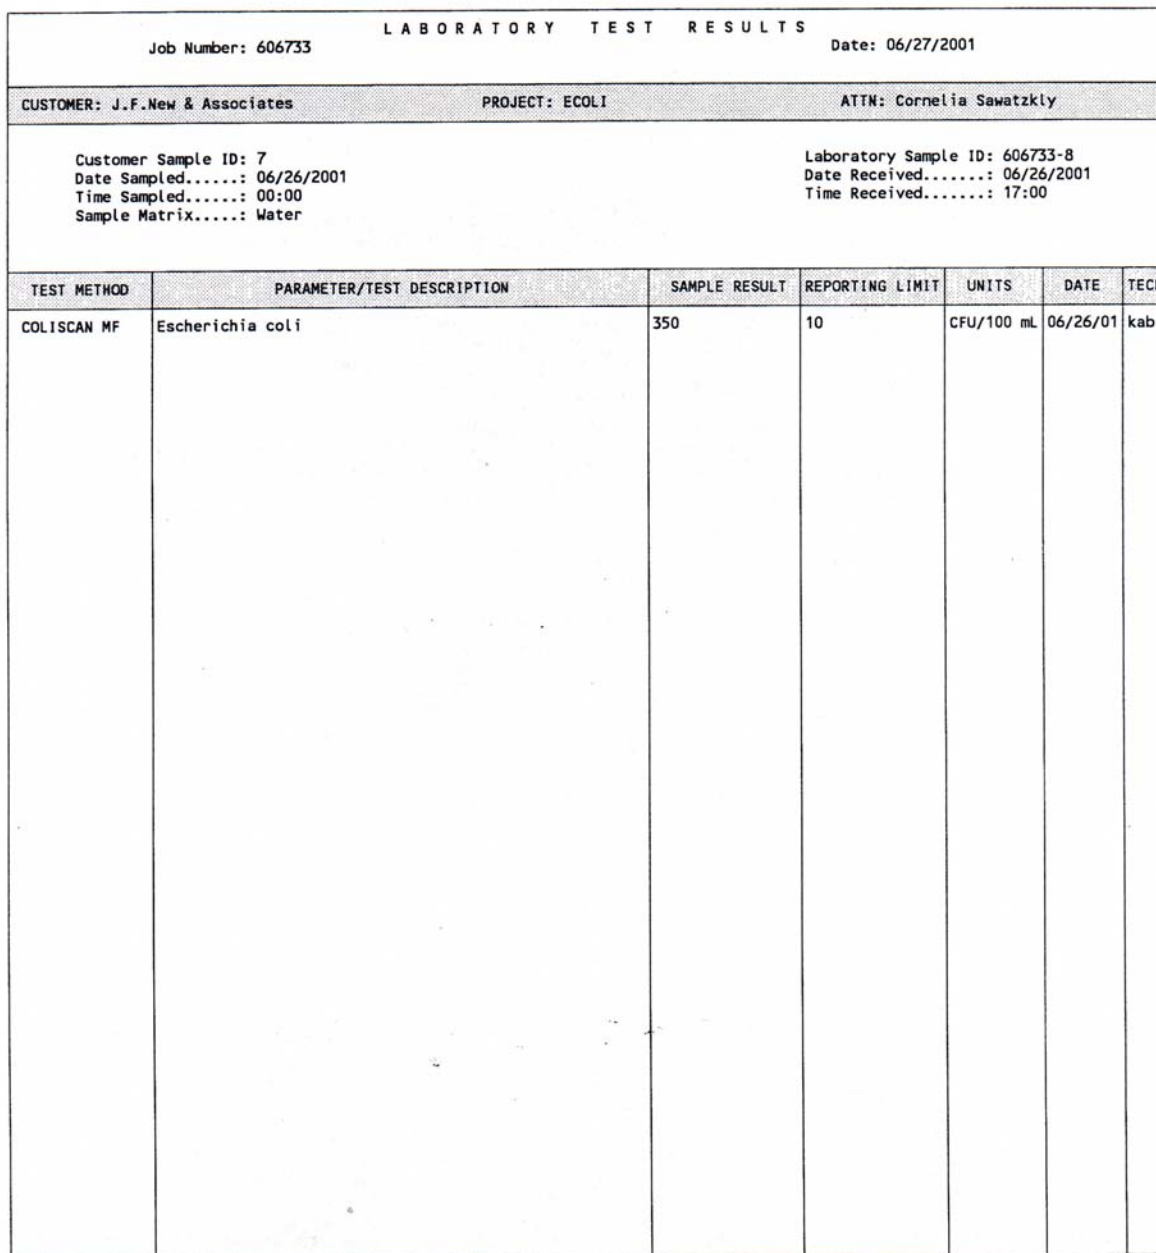 LABORATORY TEST RESULTS
Job Number: 606733 Date: 06/27/2001
CUSTOMER: J.F.New & Associates PROJECT: ECOLI ATTN: Cornelia Sawatzkly
Customer Sample ID: 7 Laboratory Sample ID: 606733-8
Date Sampled......: 06/26/2001 Date Received.......: 06/26/2001
Time Sampled......: 00:00 Time Received.......: 17:00
Sample Matrix.....: Water
TEST METHOD PARAMETER/TEST DESCRIPTION SAMPLE RESULT REPORTING LIMIT UNITS DATE TEC
COLISCAN MF Escherichia coli 350 10 CFU/100 mL 06/26/01 kab